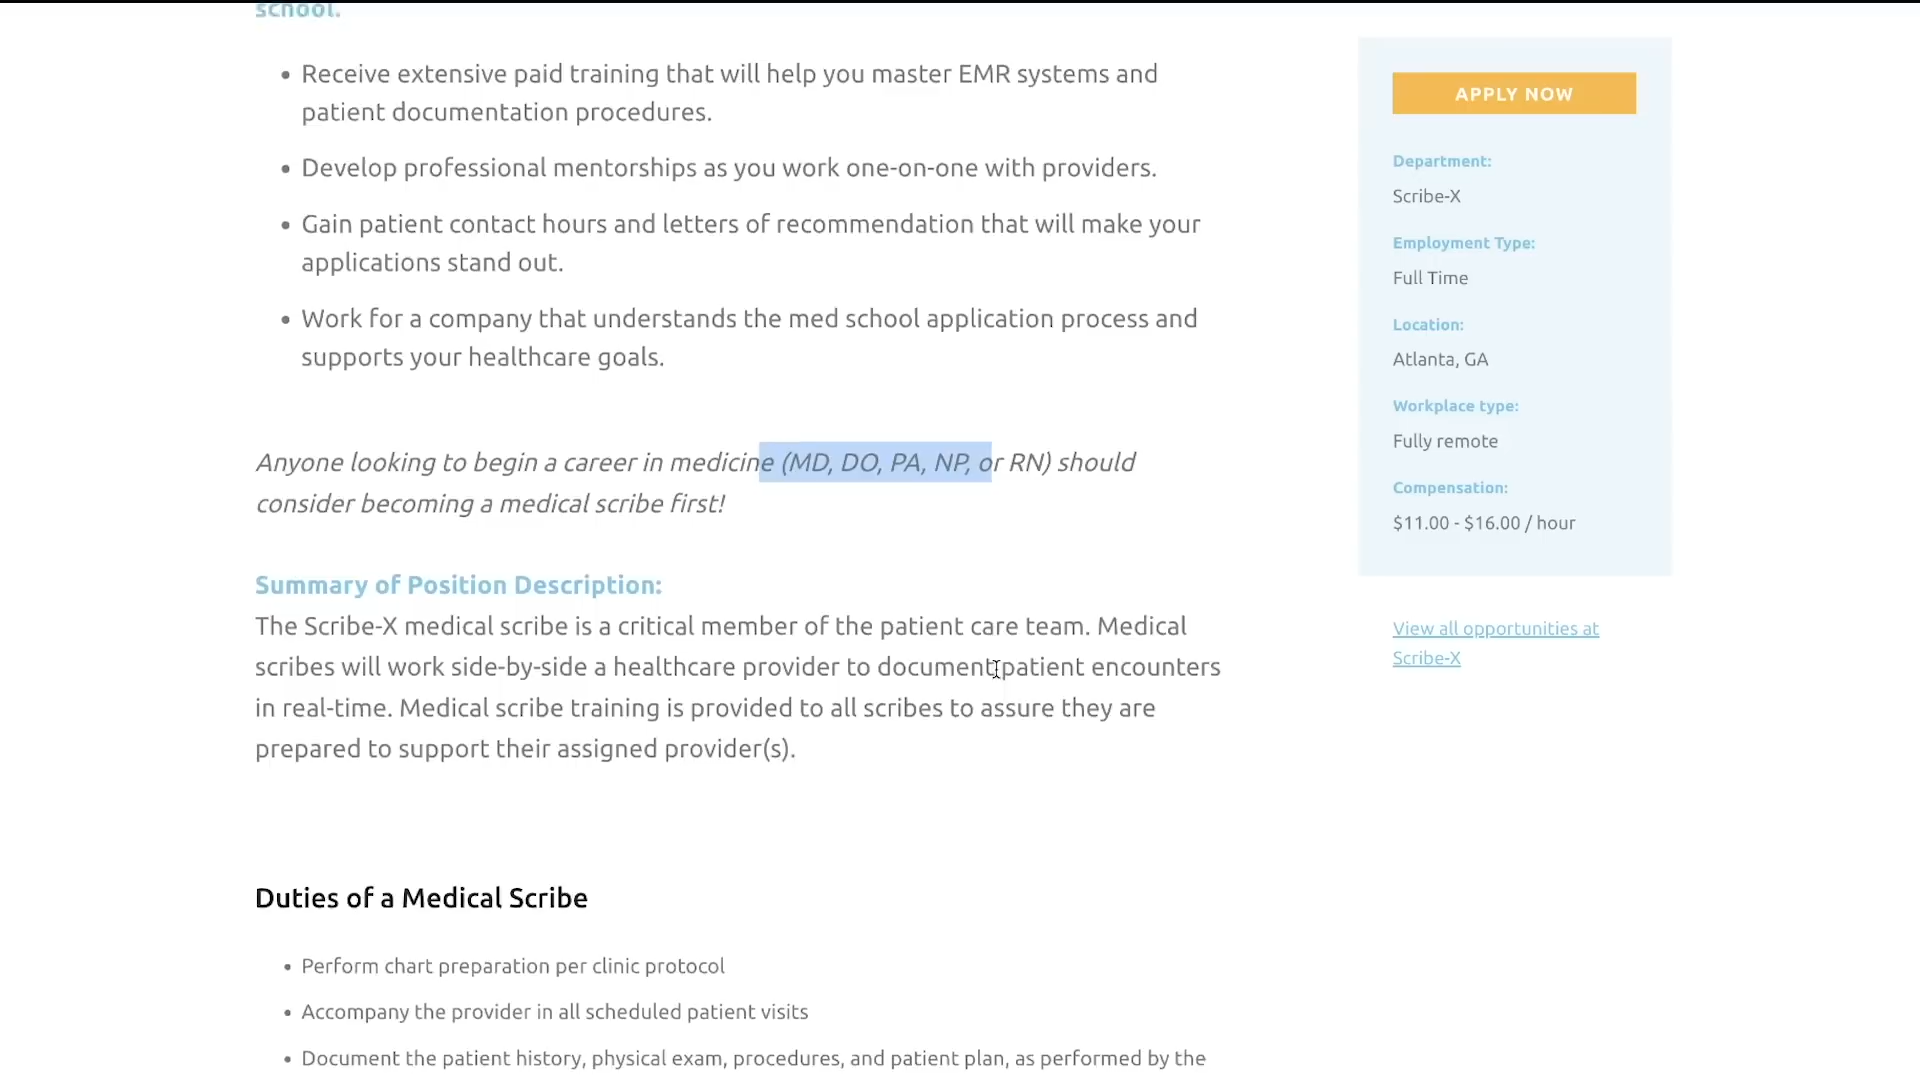 school.
Receive extensive paid training that will help you master EMR systems and
patient documentation procedures.
Develop professional mentorships as you work one-on-one with providers.
Gain patient contact hours and letters of recommendation that will make your
applications stand out.
Work for a company that understands the med school application process and
supports your healthcare goals.
Anyone looking to begin a career in medicine (MD, DO, PA, NP, or RN) should
consider becoming a medical scribe first!
Summary of Position Description:
The Scribe-X medical scribe is a critical member of the patient care team. Medical
scribes will work side-by-side a healthcare provider to document patient encounters
in real-time. Medical scribe training is provided to all scribes to assure they are
prepared to support their assigned provider(s).
Duties of a Medical Scribe
Perform chart preparation per clinic protocol
Accompany the provider in all scheduled patient visits
Document the patient history, physical exam, procedures, and patient plan, as performed by the
APPLY NOW
Department:
Scribe-X
Employment Type:
Full Time
Location:
Atlanta, GA
Workplace type:
Fully remote
Compensation:
$11.00 - $16.00 / hour
View all opportunities at
Scribe-X